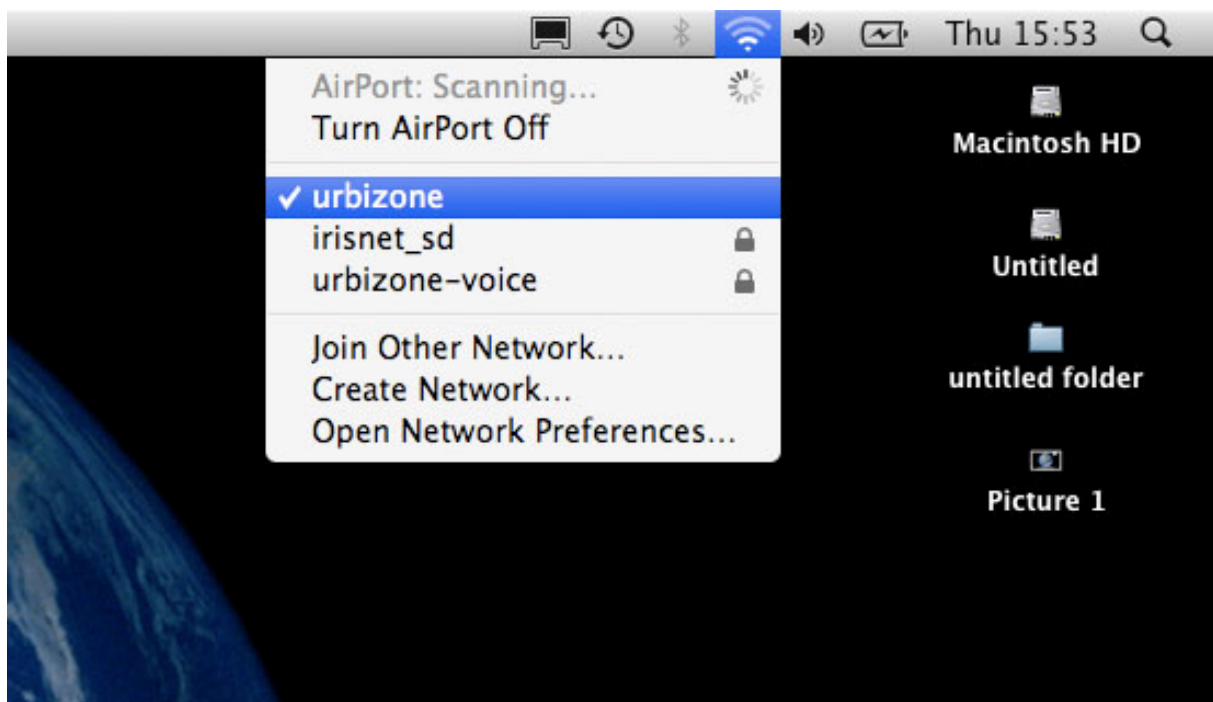 Thu 15:53
AirPort: Scanning...
Turn AirPort Off
urbizone
irisnet_sd
urbizone-voice
Join Other Network...
Create Network...
Open Network Preferences...
Macintosh HD
Untitled
untitled folder
Picture 1